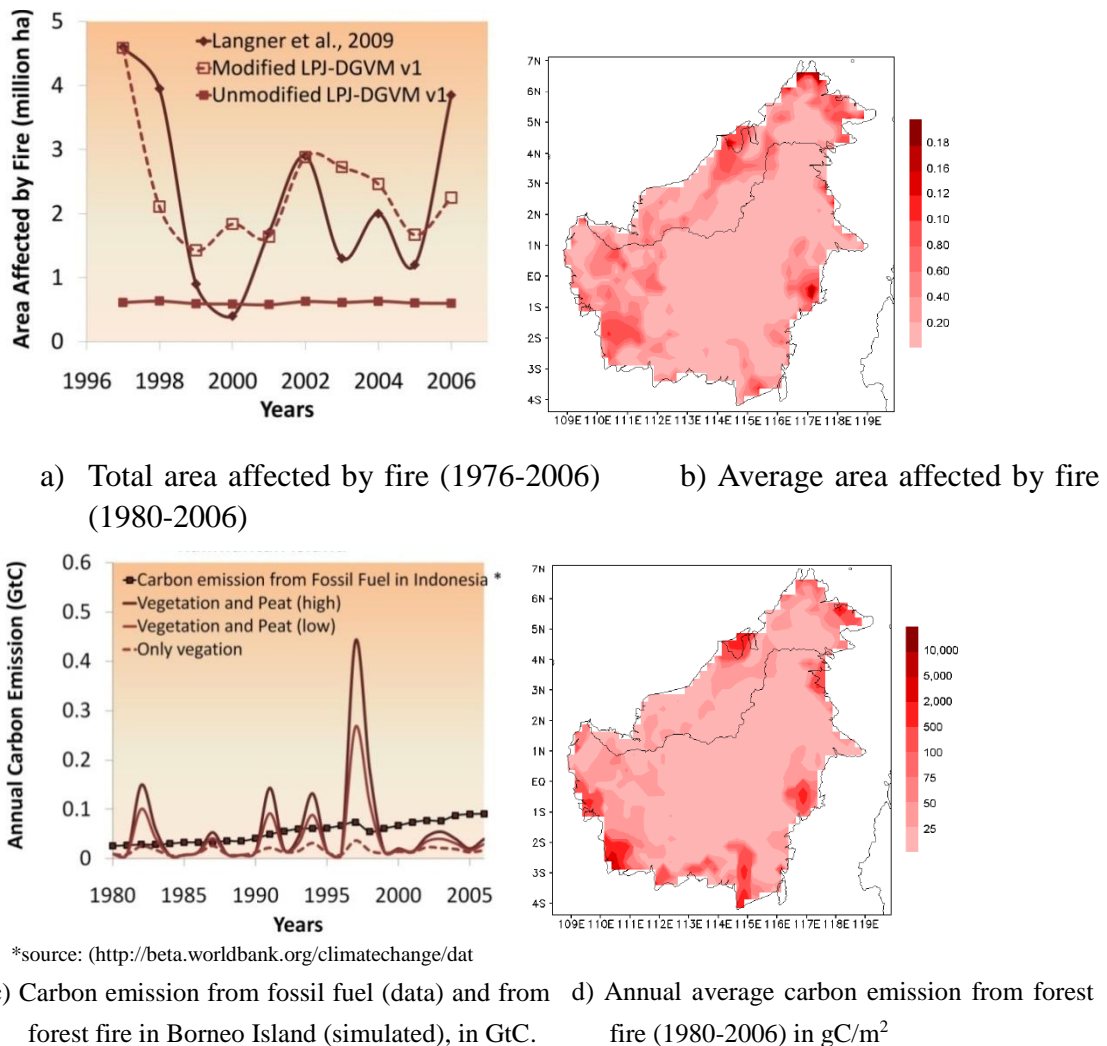 5
4
3
2
1
0
Area Affected by Fire (million ha)
Langner et al., 2009
Modified LPJ-DGVM v1
Unmodified LPJ-DGVM v1
1996 1998 2000 2002 2004 2006
Years
7N
6N
5N
4N
3N
2N
1N
EQ
1S
2S
3S
4S
109E 110E 111E 112E 113E 114E 115E 116E 117E 118E 119E
0.18
0.16
0.12
0.10
0.80
0.60
0.40
0.20
a) Total area affected by fire (1976-2006)
(1980-2006)
b) Average area affected by fire
0.6
0.5
0.4
0.3
0.2
0.1
0
Annual Carbon Emission (GtC)
Carbon emission from Fossil Fuel in Indonesia *
Vegetation and Peat (high)
Vegetation and Peat (low)
Only vegation
1980 1985 1990 1995 2000 2005
Years
*source: (http://beta.worldbank.org/climatechange/dat
7N
6N
5N
4N
3N
2N
1N
EQ
1S
2S
3S
4S
109E 110E 111E 112E 113E 114E 115E 116E 117E 118E 119E
10,000
5,000
2,000
500
100
75
50
25
) Carbon emission from fossil fuel (data) and from
forest fire in Borneo Island (simulated), in GtC.
d) Annual average carbon emission from forest
fire (1980-2006) in gC/m²